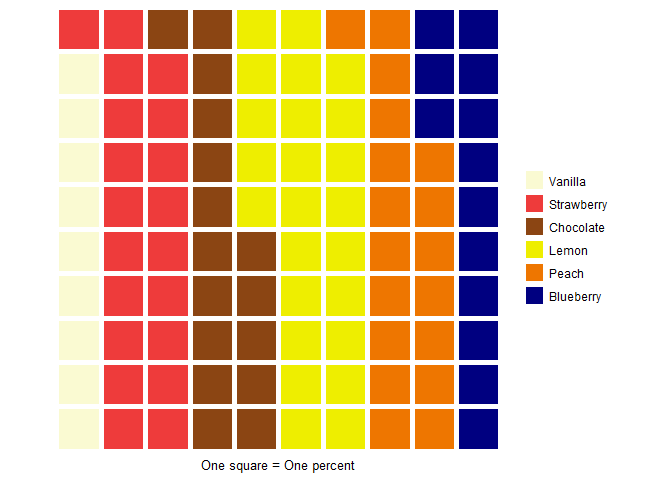 Vanilla
Strawberry
Chocolate
Lemon
Peach
Blueberry
One square = One percent